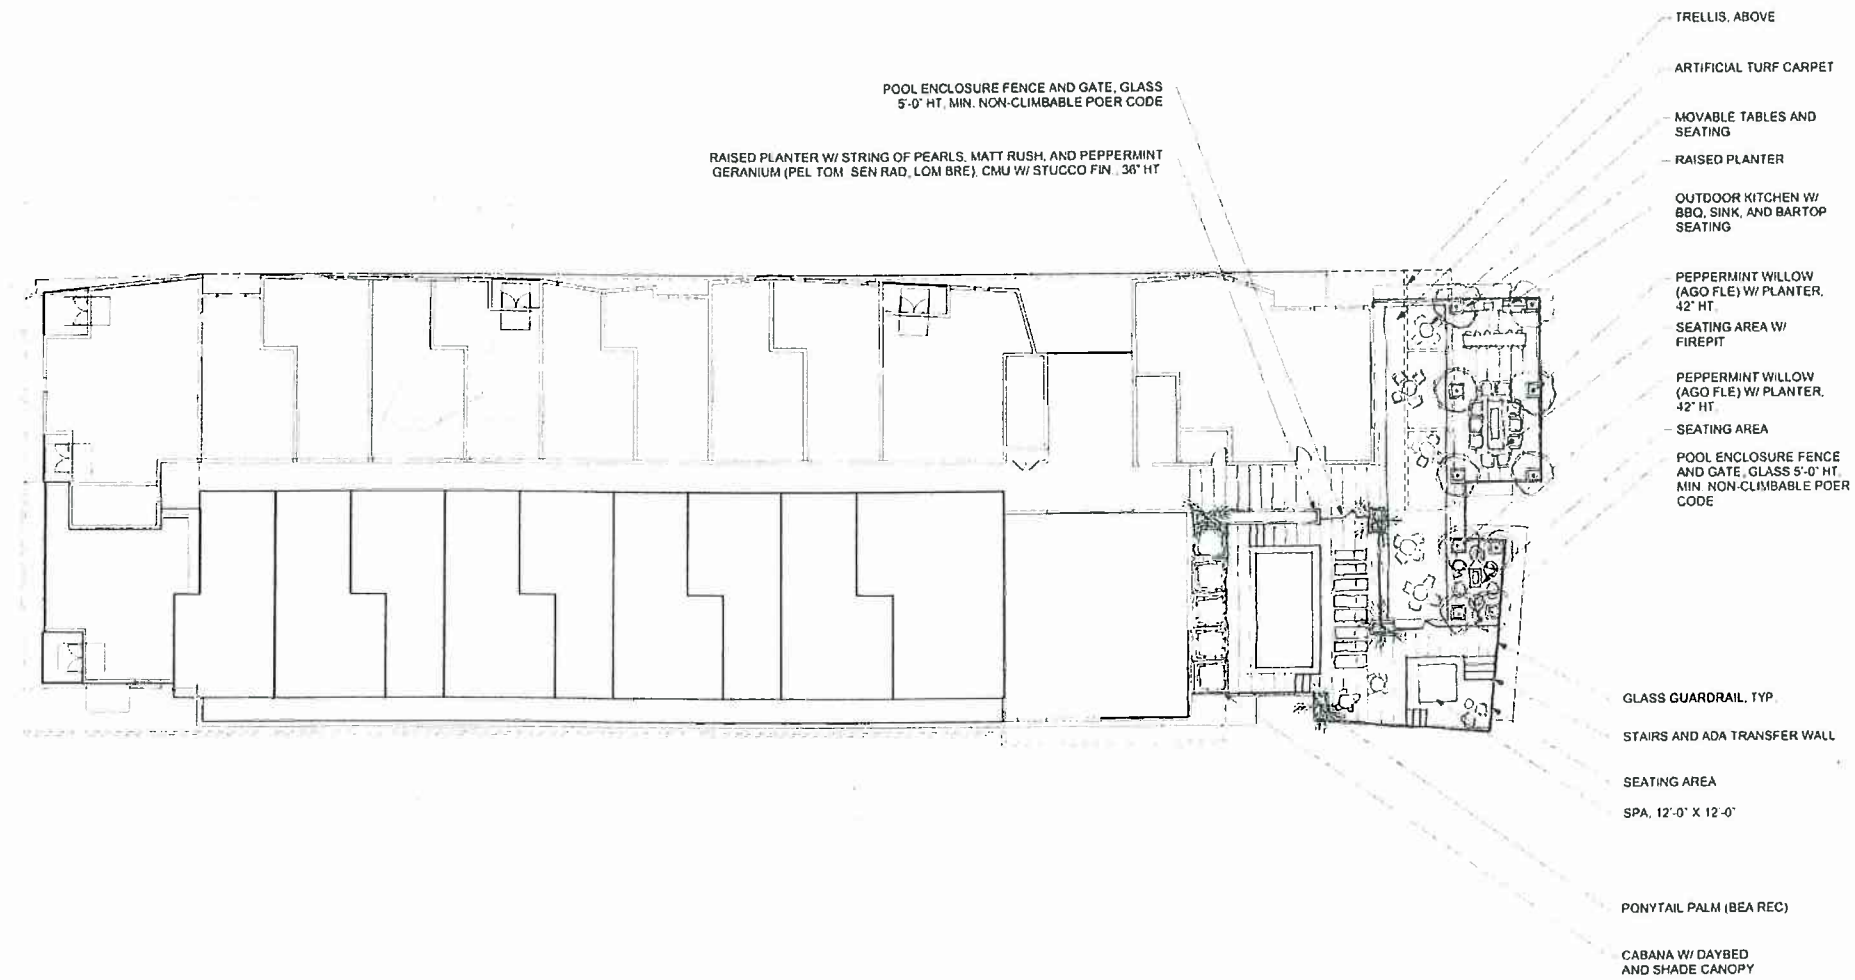 TRELLIS, ABOVE
ARTIFICIAL TURF CARPET
MOVABLE TABLES AND
SEATING
RAISED PLANTER
OUTDOOR KITCHEN W/
BBQ, SINK, AND BARTOP
SEATING
PEPPERMINT WILLOW
(AGO FLE) W/ PLANTER,
42" HT.
SEATING AREA W/
FIREPIT
PEPPERMINT WILLOW
(AGO FLE) W/ PLANTER,
42" HT.
SEATING AREA
POOL ENCLOSURE FENCE
AND GATE, GLASS 5'-0" HT.
MIN. NON-CLIMBABLE POER
CODE
POOL ENCLOSURE FENCE AND GATE, GLASS
5'-0" HT. MIN. NON-CLIMBABLE POER CODE
RAISED PLANTER W/ STRING OF PEARLS, MATT RUSH, AND PEPPERMINT
GERANIUM (PEL TOM, SEN RAD, LOM BRE), CMU W/ STUCCO FIN., 36" HT
GLASS GUARDRAIL, TYP.
STAIRS AND ADA TRANSFER WALL
SEATING AREA
SPA, 12'-0" X 12'-0"
PONYTAIL PALM (BEA REC)
CABANA W/ DAYBED
AND SHADE CANOPY